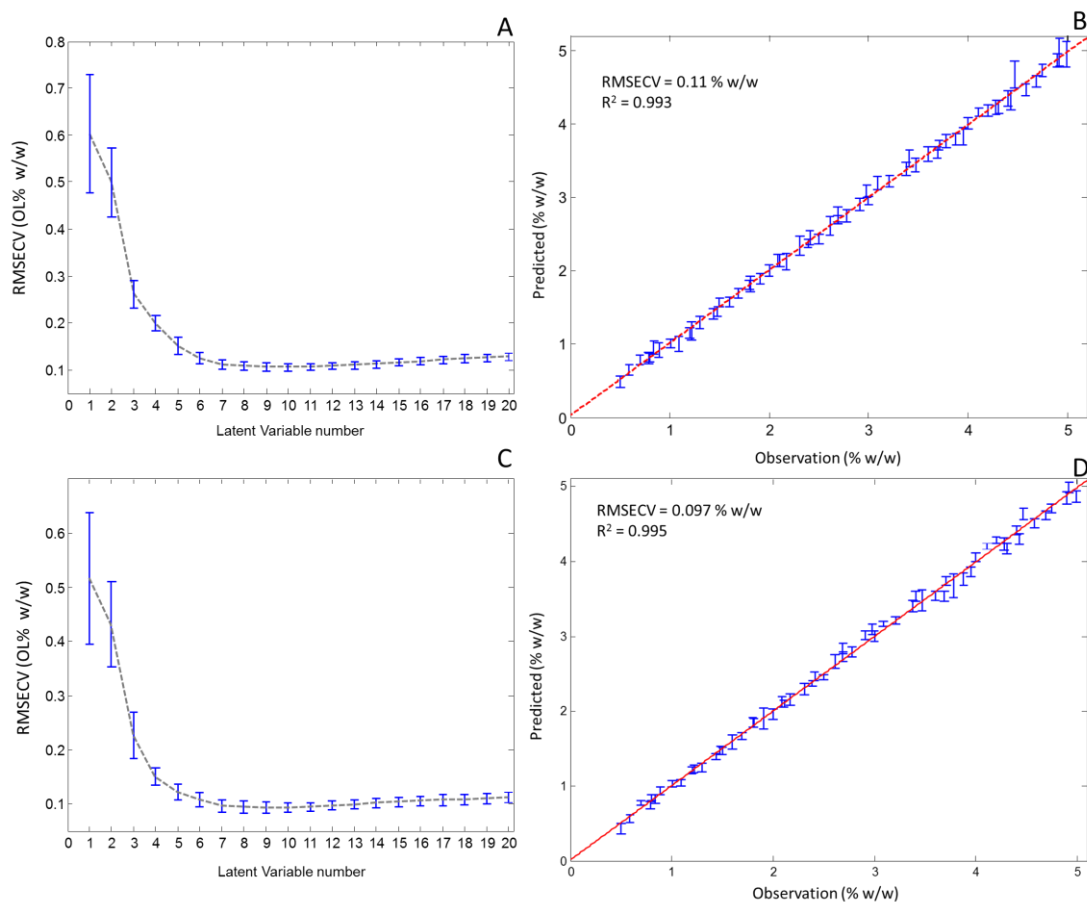 A
0.8
0.7
0.6
0.5
0.4
0.3
0.2
0.1
RMSECV (OL% w/w)
0 1 2 3 4 5 6 7 8 9 10 11 12 13 14 15 16 17 18 19 20
Latent Variable number
B
RMSECV = 0.11 % w/w
R² = 0.993
5
4
3
2
1
0
Predicted (% w/w)
0 1 2 3 4 5
Observation (% w/w)
C
0.6
0.5
0.4
0.3
0.2
0.1
RMSECV (OL% w/w)
0 1 2 3 4 5 6 7 8 9 10 11 12 13 14 15 16 17 18 19 20
Latent Variable number
D
RMSECV = 0.097 % w/w
R² = 0.995
5
4
3
2
1
0
Predicted (% w/w)
0 1 2 3 4 5
Observation (% w/w)